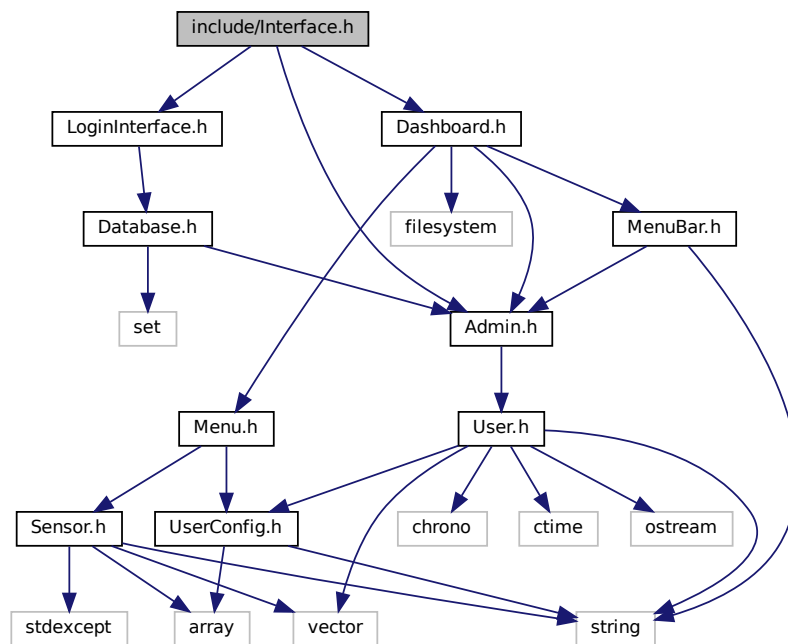 include/Interface.h
LoginInterface.h
Dashboard.h
Database.h
filesystem
MenuBar.h
set
Admin.h
Menu.h
User.h
Sensor.h
UserConfig.h
chrono
ctime
ostream
stdexcept
array
vector
string